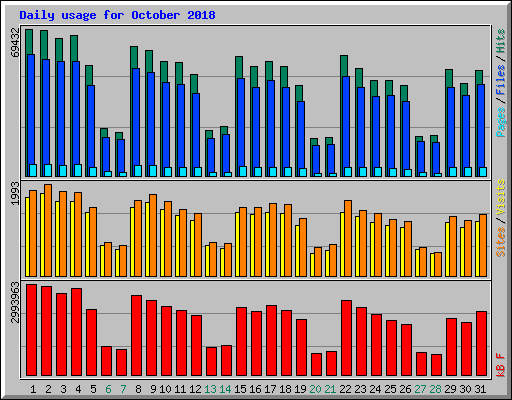 Daily usage for October 2018
69432
Pages / Files / Hits
1993
Sites / Visits
2993963
kB F
1 2 3 4 5 6 7 8 9 10 11 12 13 14 15 16 17 18 19 20 21 22 23 24 25 26 27 28 29 30 31